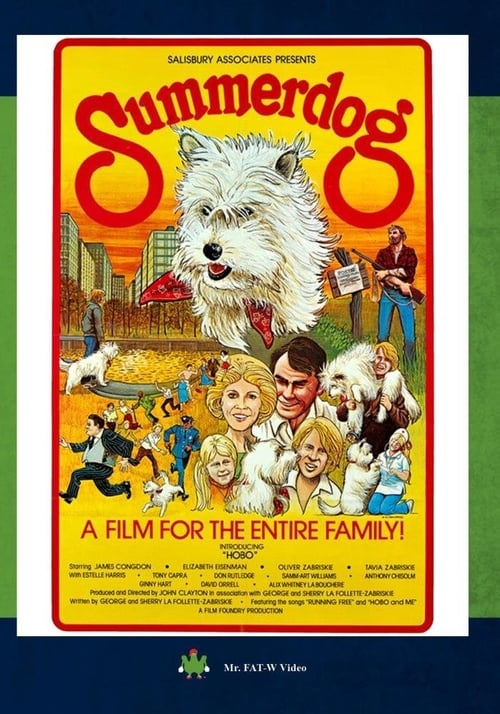 SALISBURY ASSOCIATES PRESENTS
Summerdog
A FILM FOR THE ENTIRE FAMILY!
INTRODUCING
"HOBO"
Starring JAMES CONGDON • ELIZABETH EISENMAN • OLIVER ZABRISKIE • TAVIA ZABRISKIE
With ESTELLE HARRIS • TONY CAPRA • DON RUTLEDGE • SAMM-ART WILLIAMS • ANTHONY CHISOLM
GINNY HART • DAVID ORRELL • ALIX WHITNEY LA BOUCHERE
Produced and Directed by JOHN CLAYTON in association with GEORGE and SHERRY LA FOLLETTE-ZABRISKIE
Written by GEORGE and SHERRY LA FOLLETTE-ZABRISKIE • Featuring the songs "RUNNING FREE" and "HOBO and ME"
A FILM FOUNDRY PRODUCTION
Mr. FAT-W Video